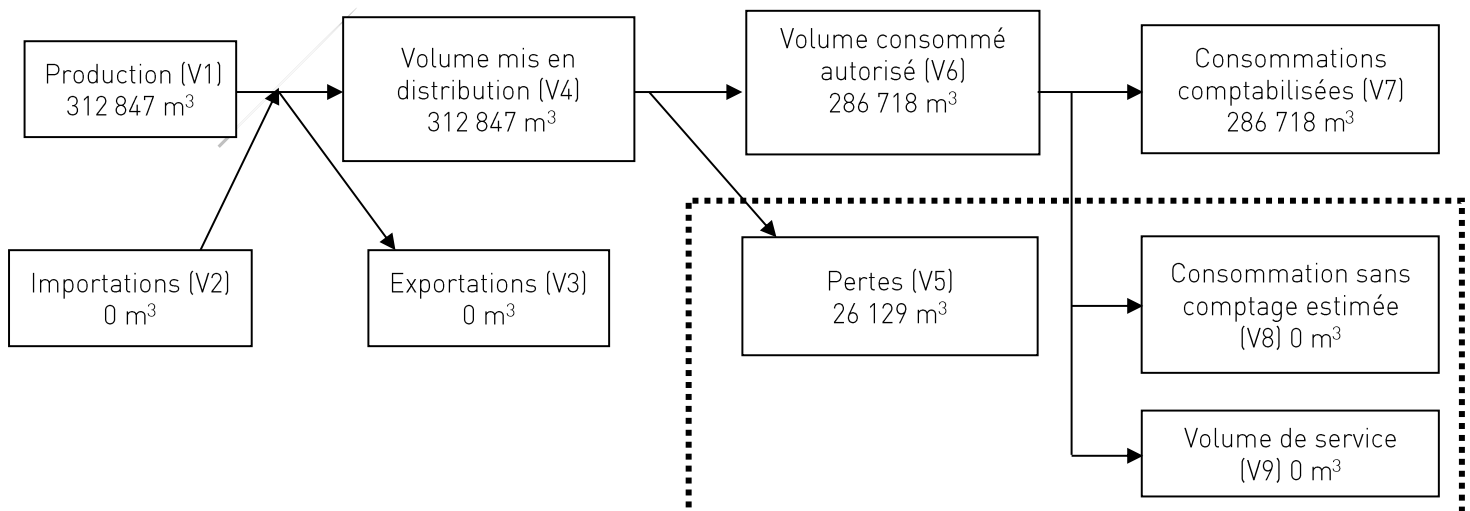 Production (V1)
312 847 m³
Volume mis en
distribution (V4)
312 847 m³
Volume consommé
autorisé (V6)
286 718 m³
Consommations
comptabilisées (V7)
286 718 m³
Importations (V2)
0 m³
Exportations (V3)
0 m³
Pertes (V5)
26 129 m³
Consommation sans
comptage estimée
(V8) 0 m³
Volume de service
(V9) 0 m³